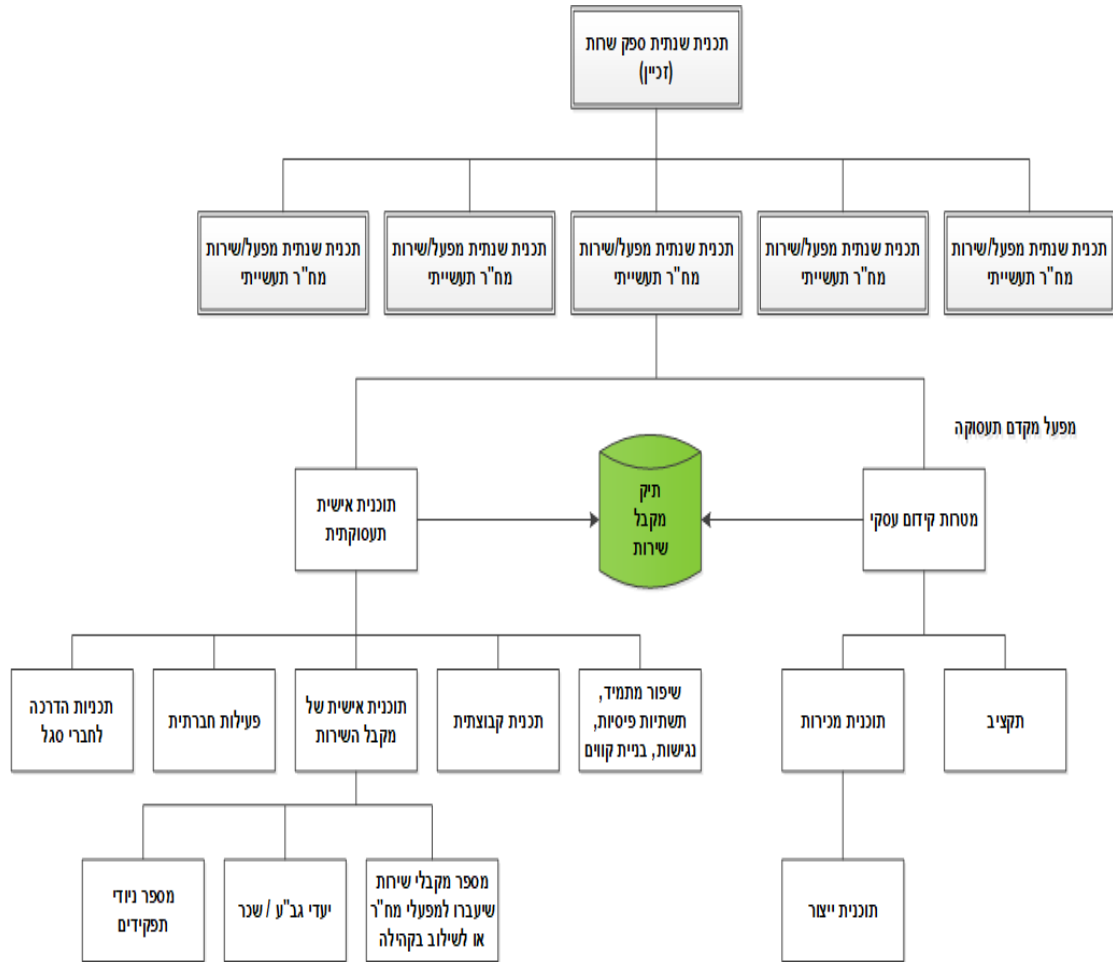 תכנית שנתית ספק שרות
(זכיין)
תכנית שנתית מפעל/שירות
מח"ר תעשייתי
תכנית שנתית מפעל/שירות
מח"ר תעשייתי
תכנית שנתית מפעל/שירות
מח"ר תעשייתי
תכנית שנתית מפעל/שירות
מח"ר תעשייתי
תכנית שנתית מפעל/שירות
מח"ר תעשייתי
מפעל מקדם תעסוקה
מטרות קידום עסקי
תיק
מקבל
שירות
תוכנית אישית
תעסוקתית
תקציב
תוכנית מכירות
שיפור מתמיד,
תשתיות פיסיות,
נגישות, בניית קווים
תכנית קבוצתית
תוכנית אישית של
מקבל השירות
פעילות חברתית
תכניות הדרכה
לחברי סגל
תוכנית ייצור
מספר מקבלי שירות
שיעברו למפעלי מח"ר
או לשילוב בקהילה
יעדי גב"ע / שכר
מספר ניודי
תפקידים